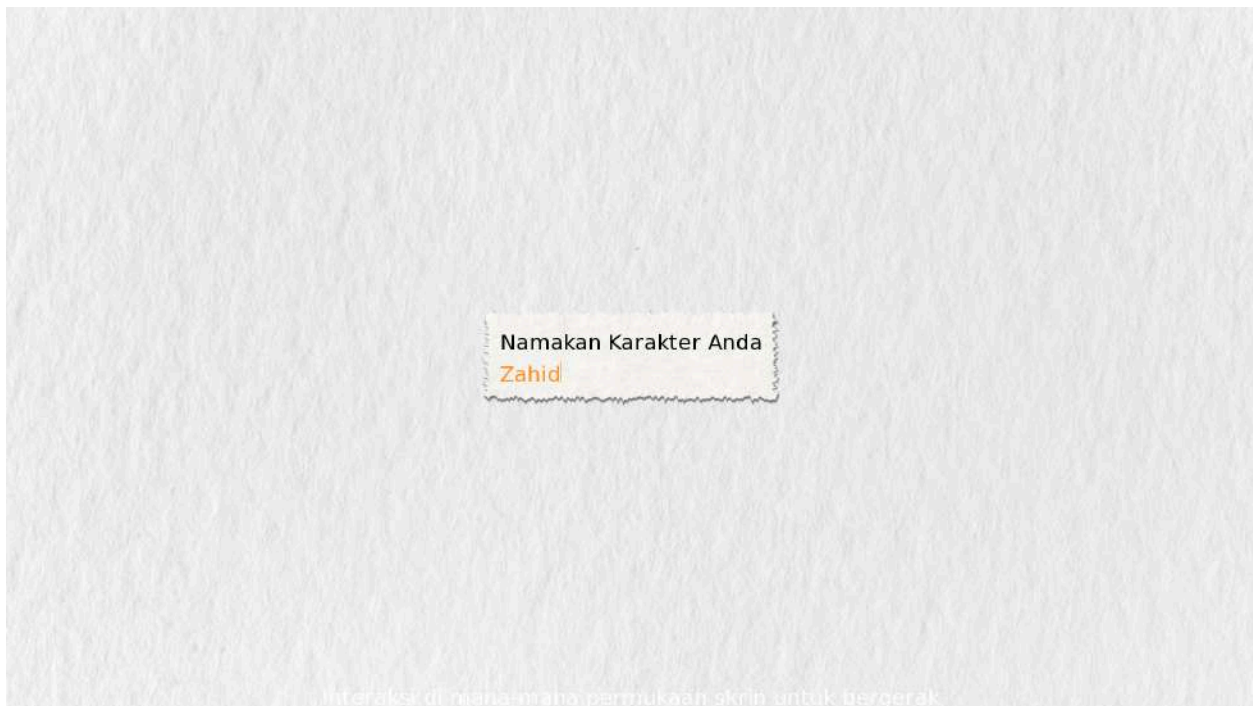 Namakan Karakter Anda
Zahid
Interaksi di mana-mana permukaan skrin untuk bergerak